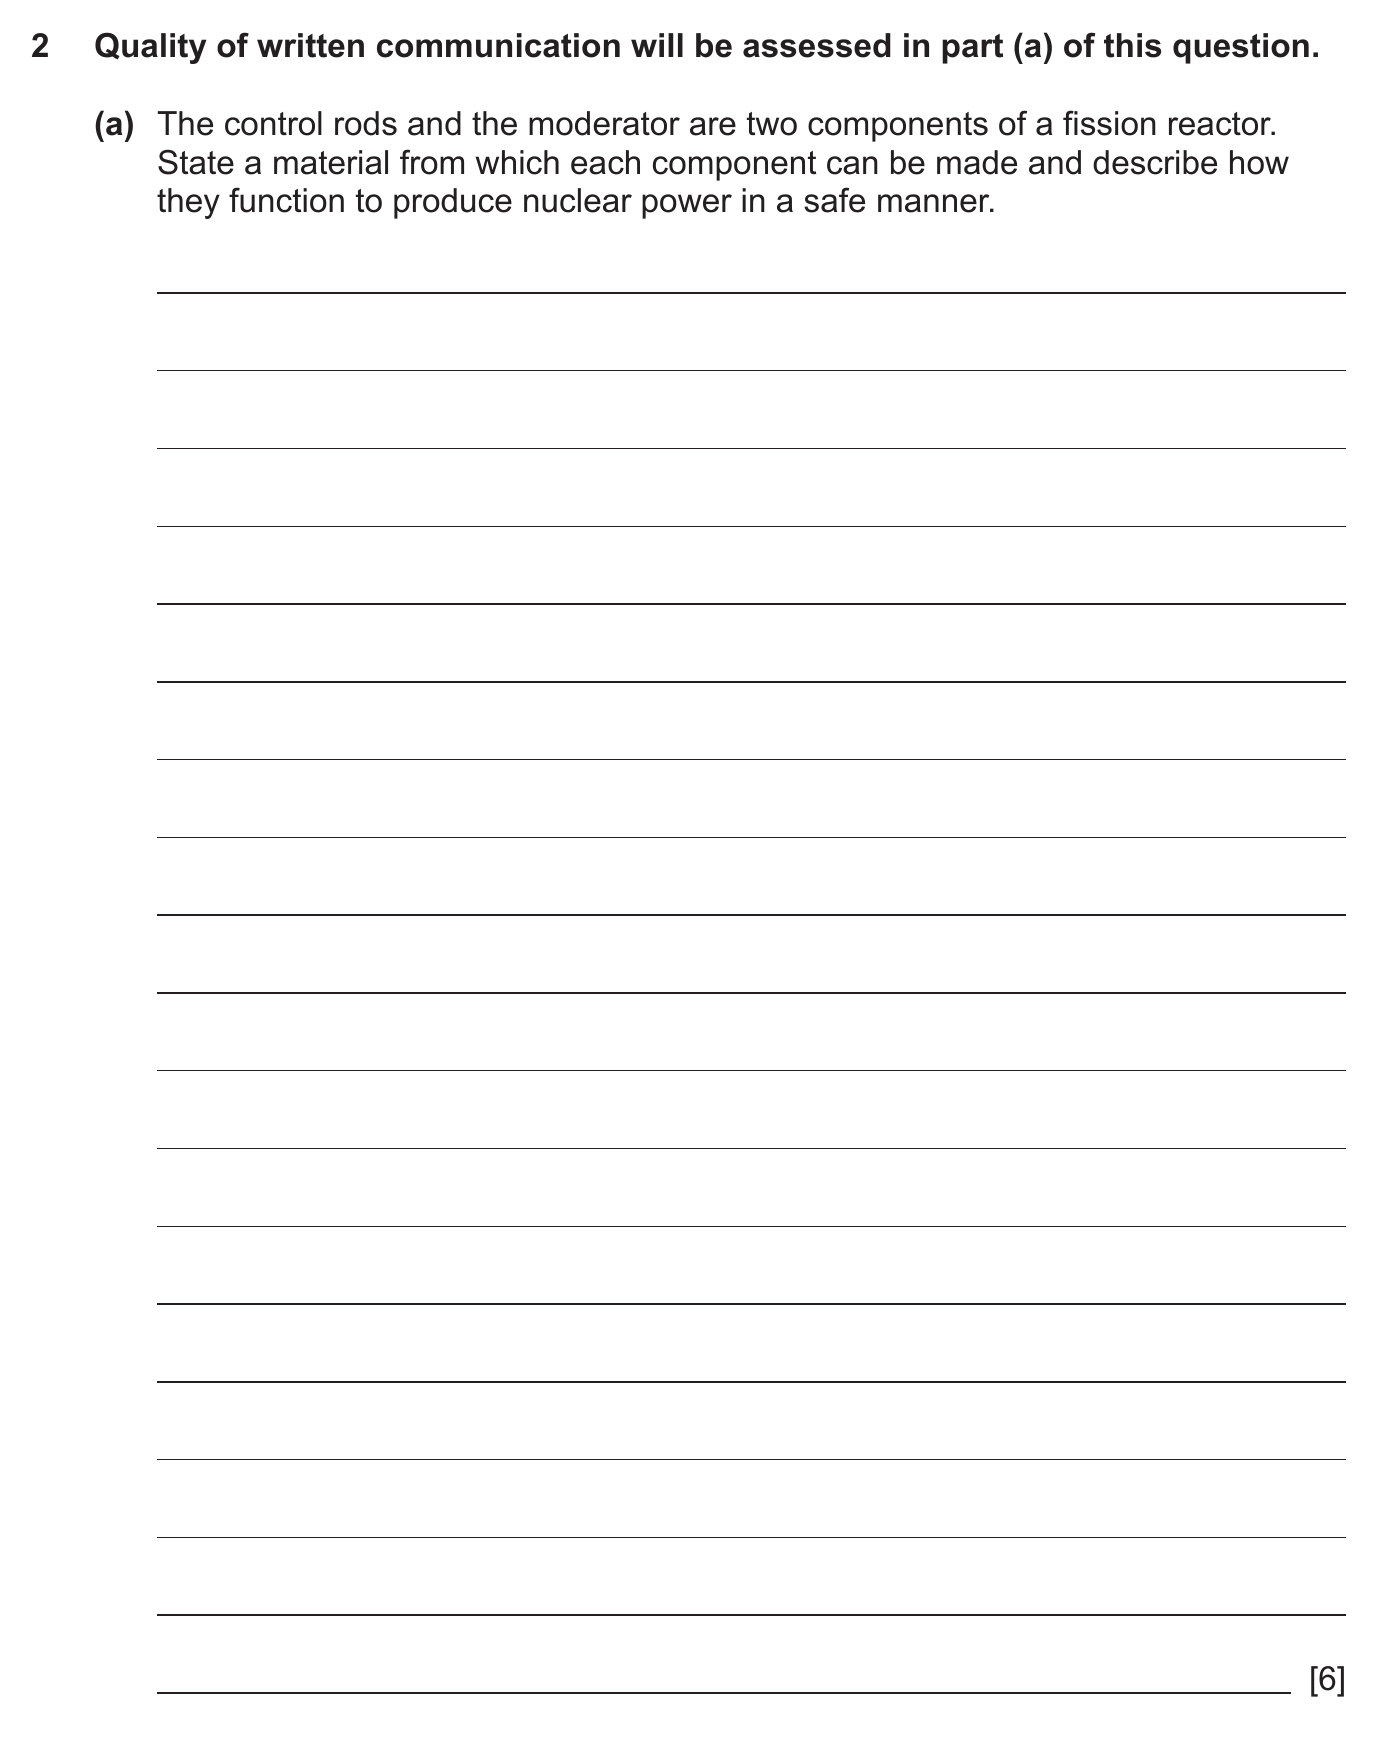 2 Quality of written communication will be assessed in part (a) of this question.
(a) The control rods and the moderator are two components of a fission reactor.
State a material from which each component can be made and describe how
they function to produce nuclear power in a safe manner.
[6]